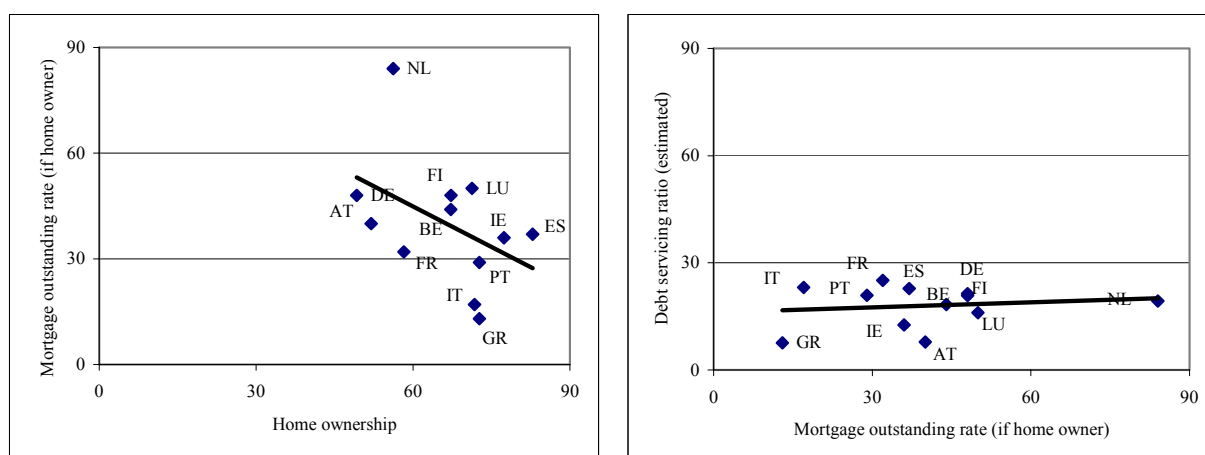 Mortgage outstanding rate (if home owner)
90
60
30
0
NL
FI
LU
DE
AT
BE
IE
ES
FR
PT
IT
GR
0 30 60 90
Home ownership
Debt servicing ratio (estimated)
90
60
30
0
IT
FR
ES
DE
PT
BE
FI
NL
IE
LU
GR
AT
0 30 60 90
Mortgage outstanding rate (if home owner)